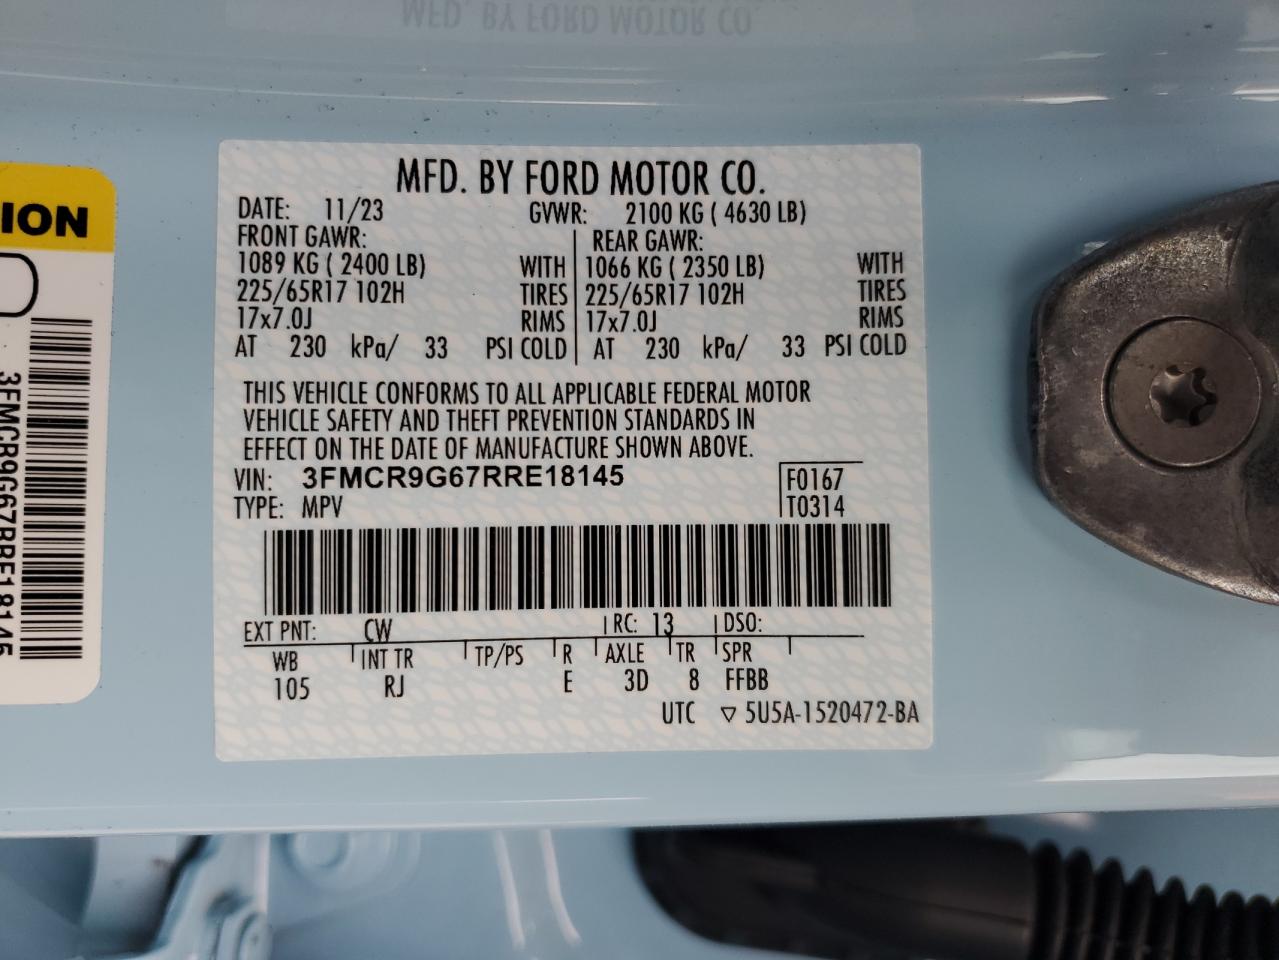 MFD. BY FORD MOTOR CO.
MFD. BY FORD MOTOR CO.
DATE: 11/23 GVWR: 2100 KG ( 4630 LB)
FRONT GAWR: REAR GAWR:
1089 KG ( 2400 LB) WITH 1066 KG ( 2350 LB) WITH
225/65R17 102H TIRES 225/65R17 102H TIRES
17x7.0J RIMS 17x7.0J RIMS
AT 230 kPa/ 33 PSI COLD AT 230 kPa/ 33 PSI COLD
THIS VEHICLE CONFORMS TO ALL APPLICABLE FEDERAL MOTOR
VEHICLE SAFETY AND THEFT PREVENTION STANDARDS IN
EFFECT ON THE DATE OF MANUFACTURE SHOWN ABOVE.
VIN: 3FMCR9G67RRE18145 F0167
TYPE: MPV T0314
EXT PNT: CW RC: 13 DSO:
WB INT TR TP/PS R AXLE TR SPR
105 RJ E 3D 8 FFBB
UTC ▽ 5U5A-1520472-BA
ION
3FMCR9G67RRE18145